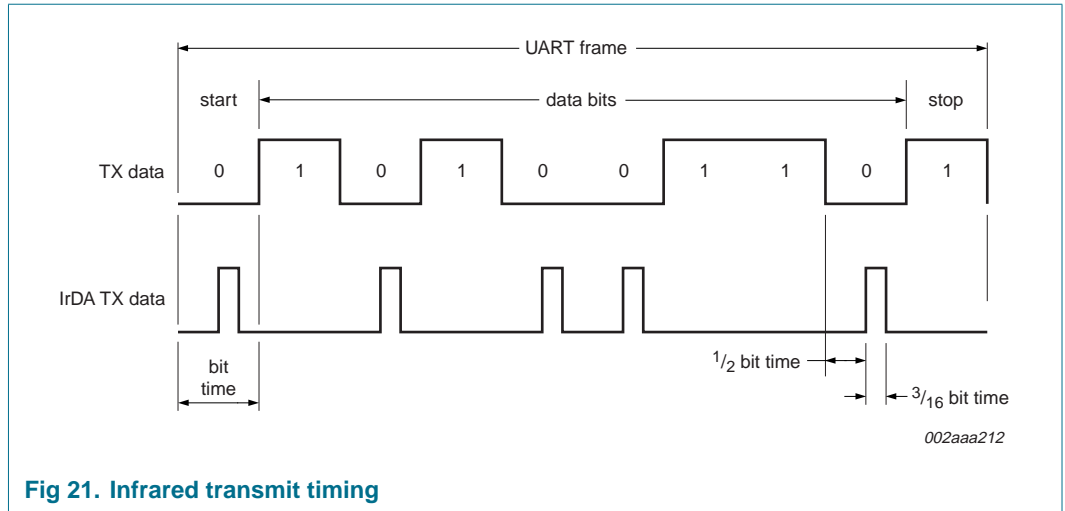 UART frame
start
data bits
stop
TX data 0 1 0 1 0 0 1 1 0 1
IrDA TX data
bit
time
1/2 bit time
3/16 bit time
002aaa212
Fig 21. Infrared transmit timing